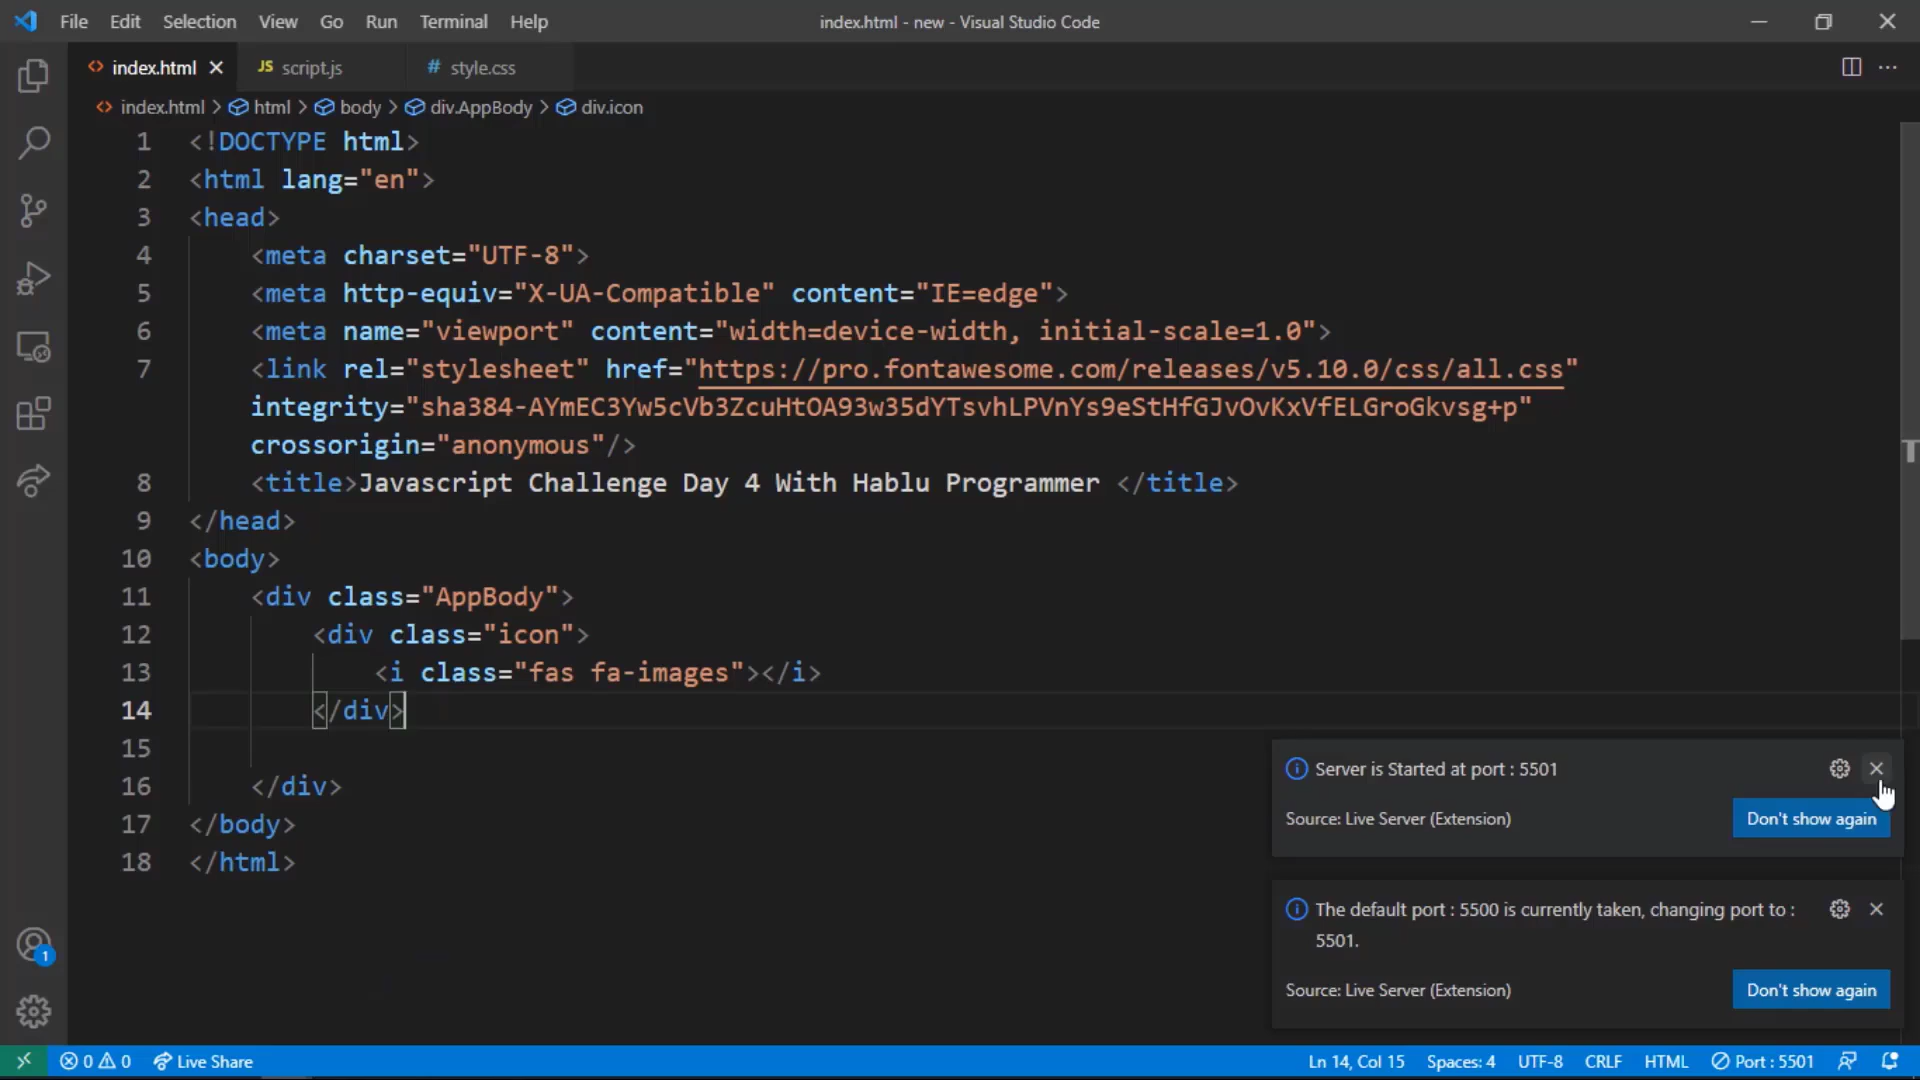 File Edit Selection View Go Run Terminal Help
index.html - new - Visual Studio Code
index.html
JS script.js
# style.css
index.html > html > body > div.AppBody > div.icon
1 <!DOCTYPE html>
2 <html lang="en">
3 <head>
4 <meta charset="UTF-8">
5 <meta http-equiv="X-UA-Compatible" content="IE=edge">
6 <meta name="viewport" content="width=device-width, initial-scale=1.0">
7 <link rel="stylesheet" href="https://pro.fontawesome.com/releases/v5.10.0/css/all.css"
integrity="sha384-AYmEC3Yw5cVb3ZcuHtOA93w35dYTsvhLPVnYs9eStHfGJvOvKxVfELGroGkvsg+p"
crossorigin="anonymous"/>
8 <title>Javascript Challenge Day 4 With Hablu Programmer </title>
9 </head>
10 <body>
11 <div class="AppBody">
12 <div class="icon">
13 <i class="fas fa-images"></i>
14 </div>
15
16 </div>
17 </body>
18 </html>
Server is Started at port : 5501
Source: Live Server (Extension)
Don't show again
The default port : 5500 is currently taken, changing port to :
5501.
Source: Live Server (Extension)
Don't show again
1
0 0 Live Share
Ln 14, Col 15 Spaces: 4 UTF-8 CRLF HTML Port : 5501